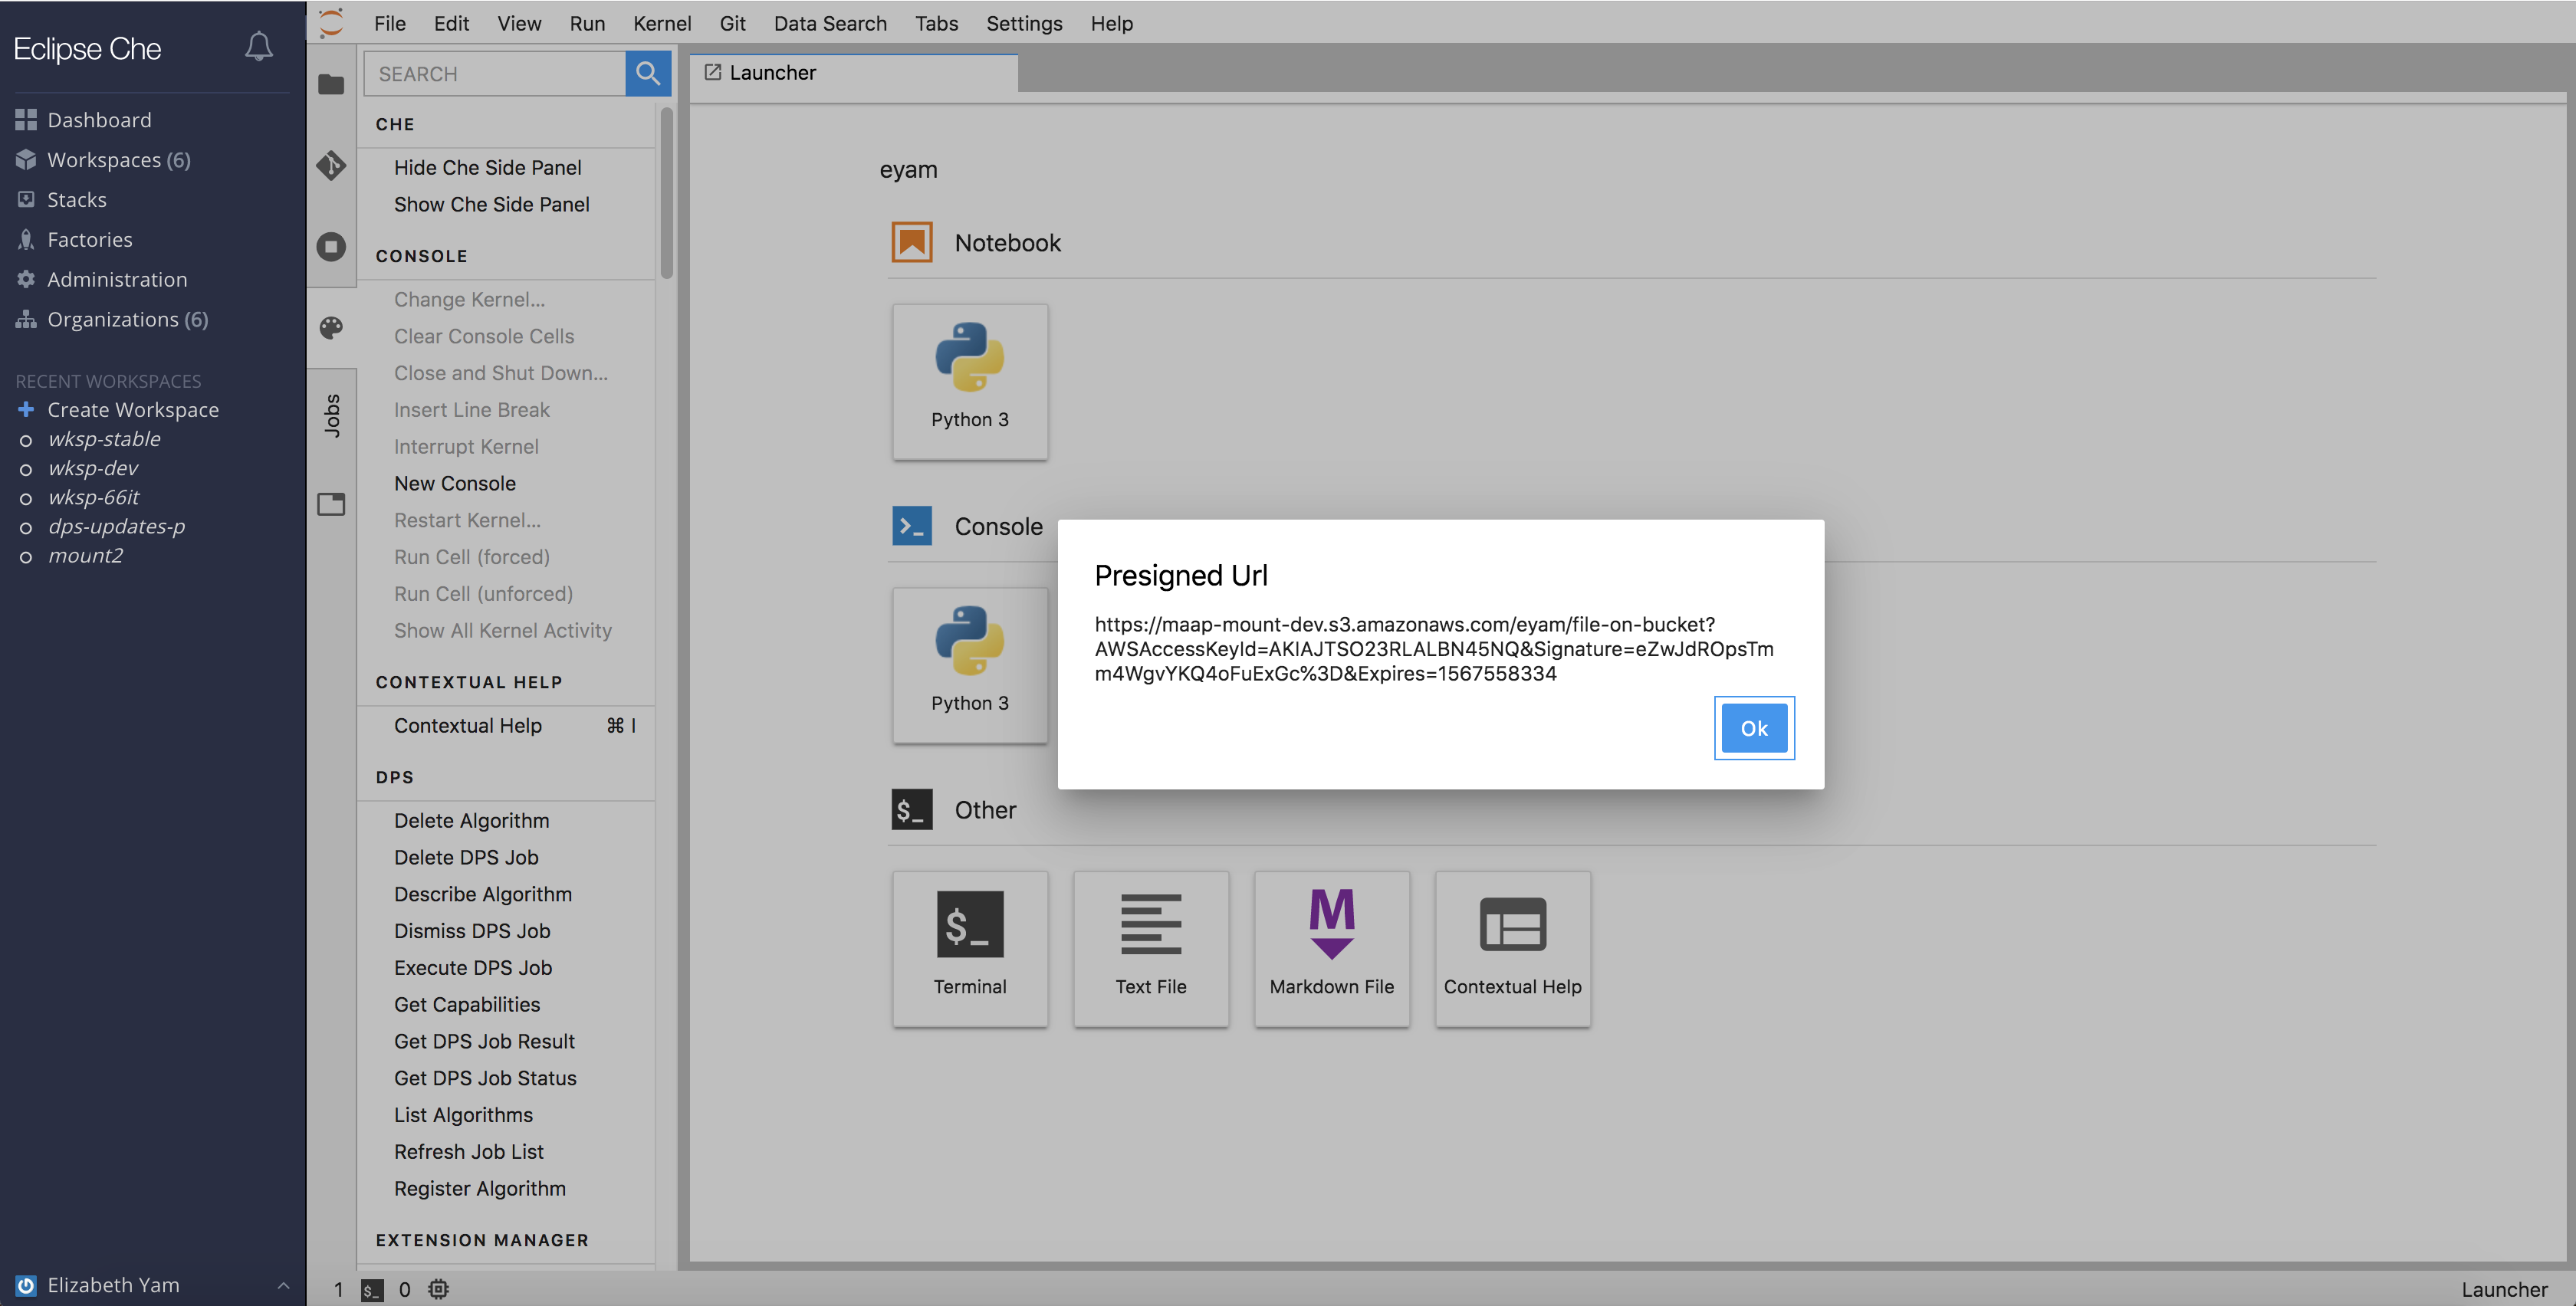 Eclipse Che
Dashboard
Workspaces (6)
Stacks
Factories
Administration
Organizations (6)
RECENT WORKSPACES
Create Workspace
wksp-stable
wksp-dev
wksp-66it
dps-updates-p
mount2
Elizabeth Yam
File Edit View Run Kernel Git Data Search Tabs Settings Help
Jobs
SEARCH
CHE
Hide Che Side Panel
Show Che Side Panel
CONSOLE
Change Kernel...
Clear Console Cells
Close and Shut Down...
Insert Line Break
Interrupt Kernel
New Console
Restart Kernel...
Run Cell (forced)
Run Cell (unforced)
Show All Kernel Activity
CONTEXTUAL HELP
Contextual Help ⌘ I
DPS
Delete Algorithm
Delete DPS Job
Describe Algorithm
Dismiss DPS Job
Execute DPS Job
Get Capabilities
Get DPS Job Result
Get DPS Job Status
List Algorithms
Refresh Job List
Register Algorithm
EXTENSION MANAGER
Launcher
eyam
Notebook
Python 3
>_ Console
Python 3
$_ Other
$_
Terminal
Text File
M
Markdown File
Contextual Help
Presigned Url
https://maap-mount-dev.s3.amazonaws.com/eyam/file-on-bucket?
AWSAccessKeyId=AKIAJTSO23RLALBN45NQ&Signature=eZwJdROpsTm
m4WgvYKQ4oFuExGc%3D&Expires=1567558334
Ok
1 $_ 0
Launcher